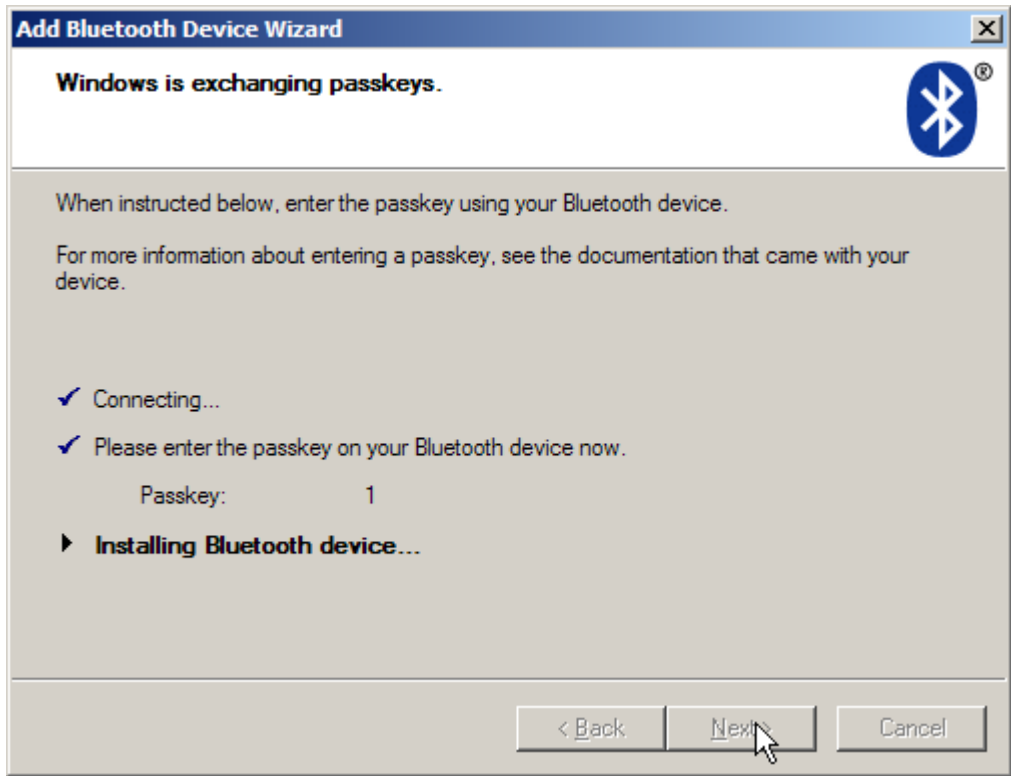 Add Bluetooth Device Wizard
Windows is exchanging passkeys.
®
When instructed below, enter the passkey using your Bluetooth device.
For more information about entering a passkey, see the documentation that came with your
device.
Connecting...
Please enter the passkey on your Bluetooth device now.
Passkey: 1
Installing Bluetooth device...
< Back Next > Cancel